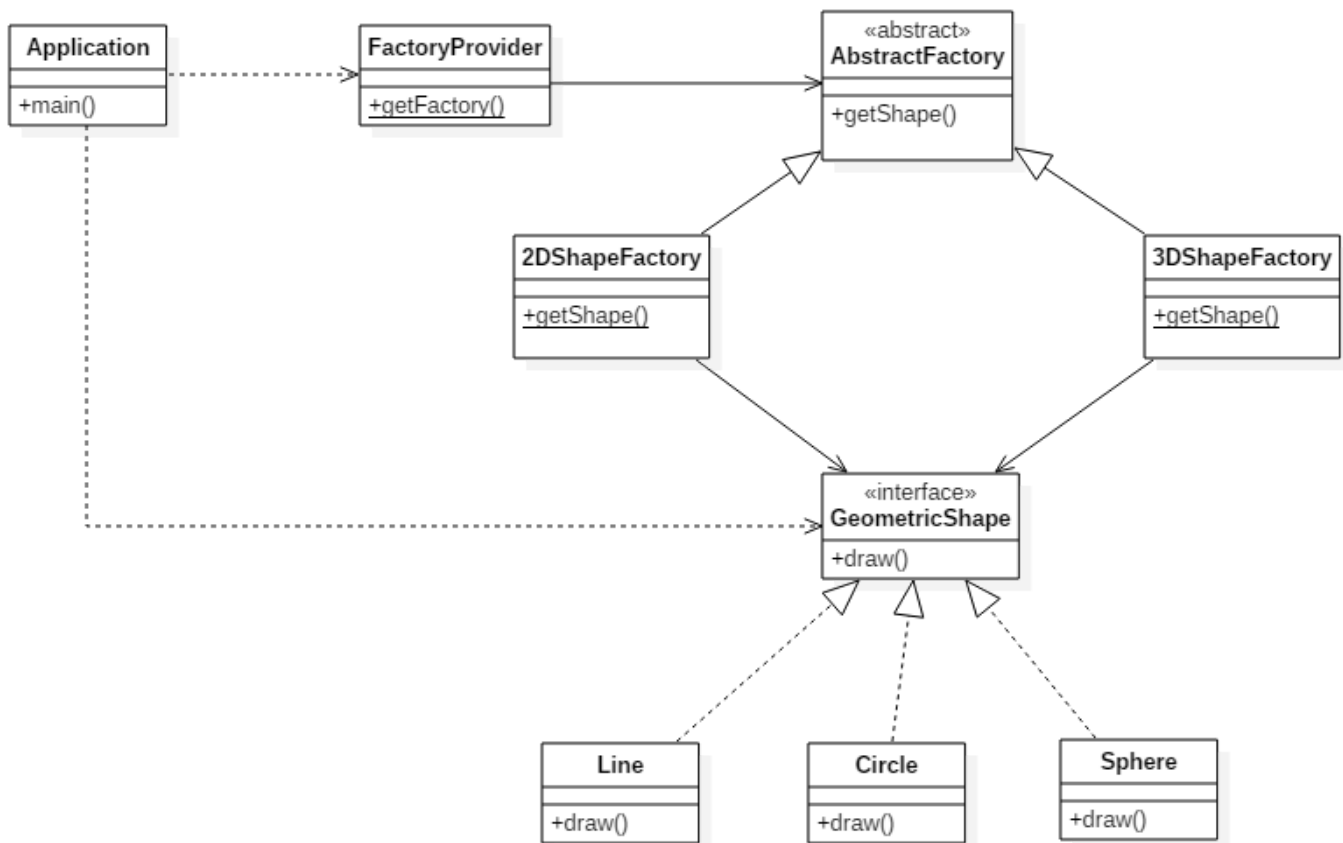 Application
+main()
FactoryProvider
+getFactory()
«abstract»
AbstractFactory
+getShape()
2DShapeFactory
+getShape()
3DShapeFactory
+getShape()
«interface»
GeometricShape
+draw()
Line
+draw()
Circle
+draw()
Sphere
+draw()